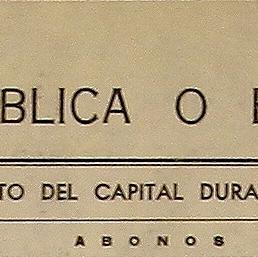 BLICA O
TO DEL CAPITAL DURA
ABONOS